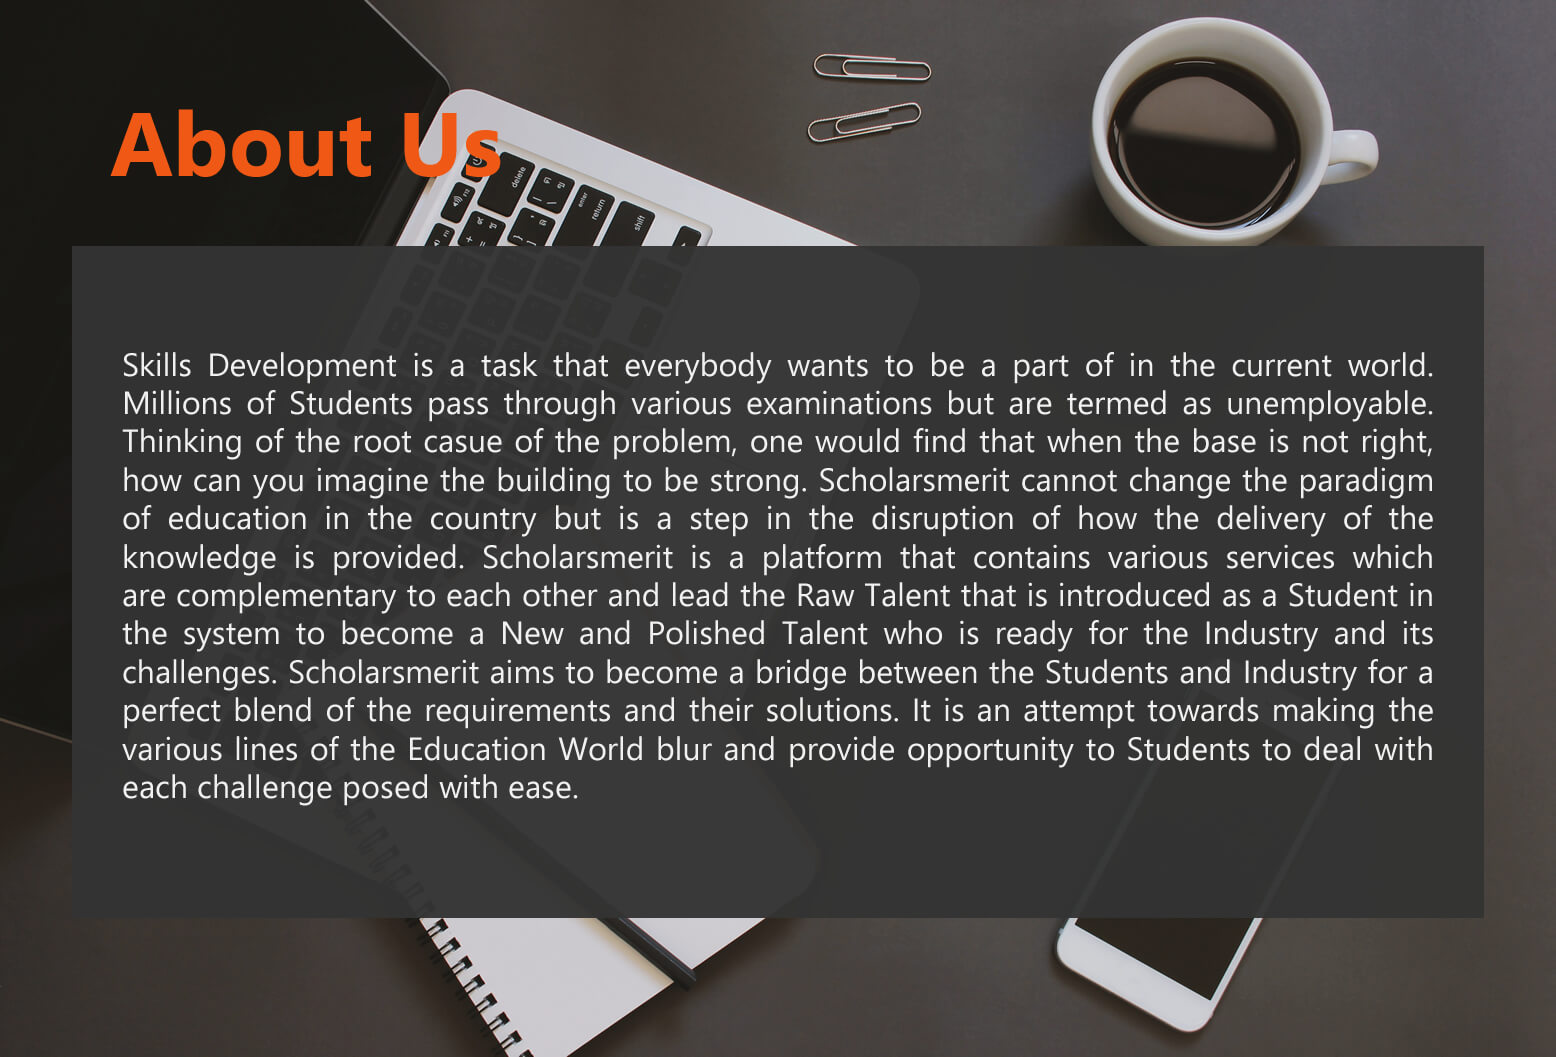 About Us
delete
enter
return
shift
Skills Development is a task that everybody wants to be a part of in the current world.
Millions of Students pass through various examinations but are termed as unemployable.
Thinking of the root casue of the problem, one would find that when the base is not right,
how can you imagine the building to be strong. Scholarsmerit cannot change the paradigm
of education in the country but is a step in the disruption of how the delivery of the
knowledge is provided. Scholarsmerit is a platform that contains various services which
are complementary to each other and lead the Raw Talent that is introduced as a Student in
the system to become a New and Polished Talent who is ready for the Industry and its
challenges. Scholarsmerit aims to become a bridge between the Students and Industry for a
perfect blend of the requirements and their solutions. It is an attempt towards making the
various lines of the Education World blur and provide opportunity to Students to deal with
each challenge posed with ease.